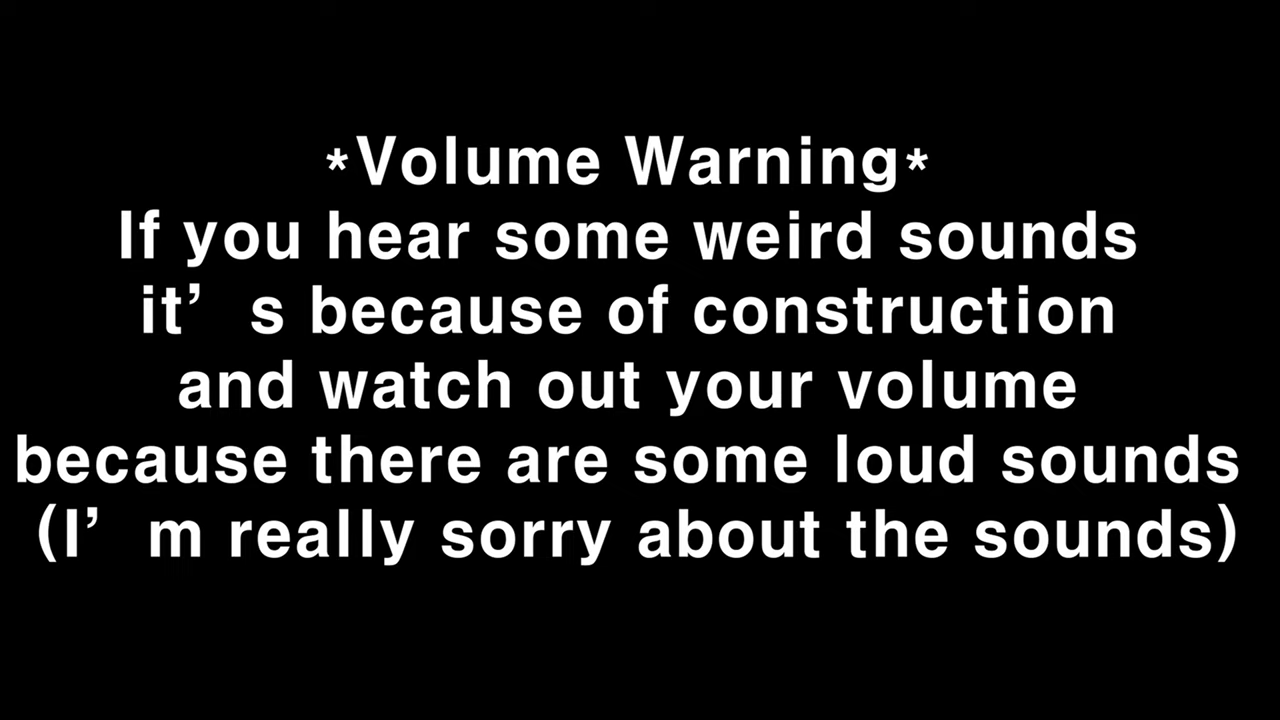 *Volume Warning*
If you hear some weird sounds
it’s because of construction
and watch out your volume
because there are some loud sounds
(I’m really sorry about the sounds)